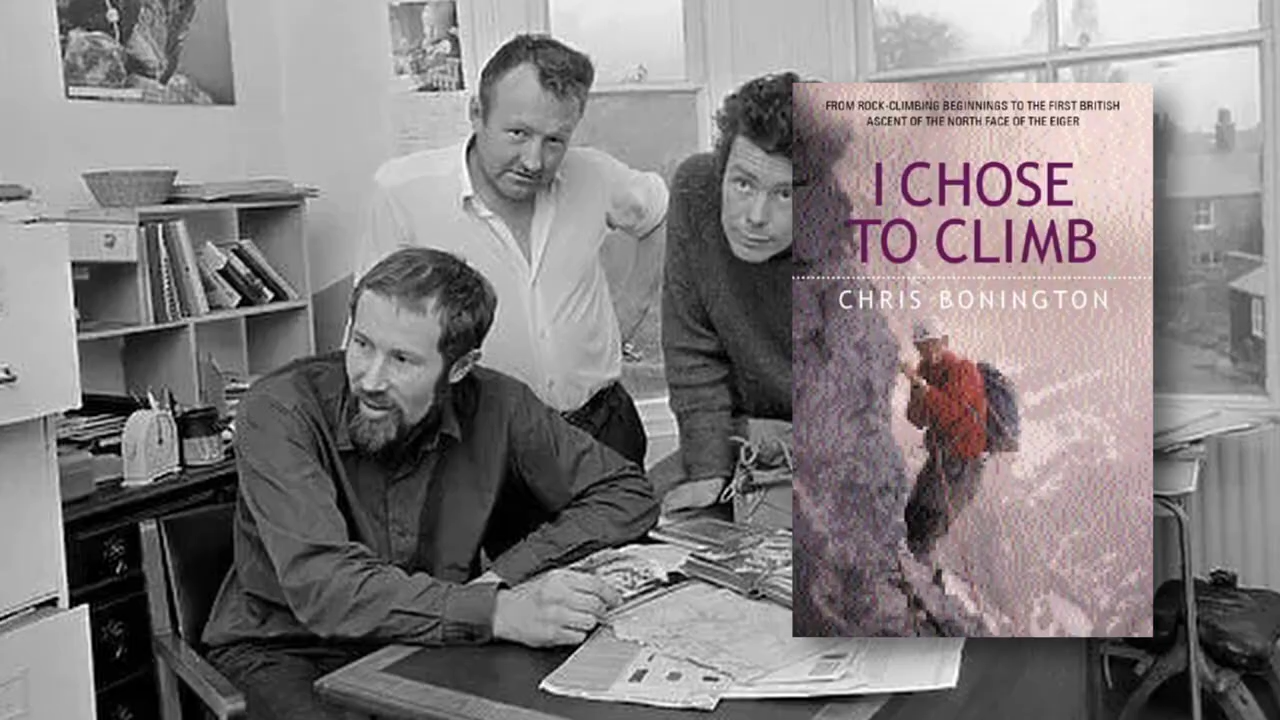 FROM ROCK-CLIMBING BEGINNINGS TO THE FIRST BRITISH
ASCENT OF THE NORTH FACE OF THE EIGER
I CHOSE
TO CLIMB
CHRIS BONINGTON